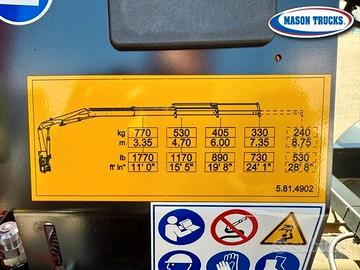 MASON TRUCKS.
kg 770 530 405 330 240
m 3.35 4.70 6.00 7.35 8.75
lb 1770 1170 890 730 530
ft' in" 11' 0" 15' 5" 19' 8" 24' 1" 28' 8"
5.81.4902